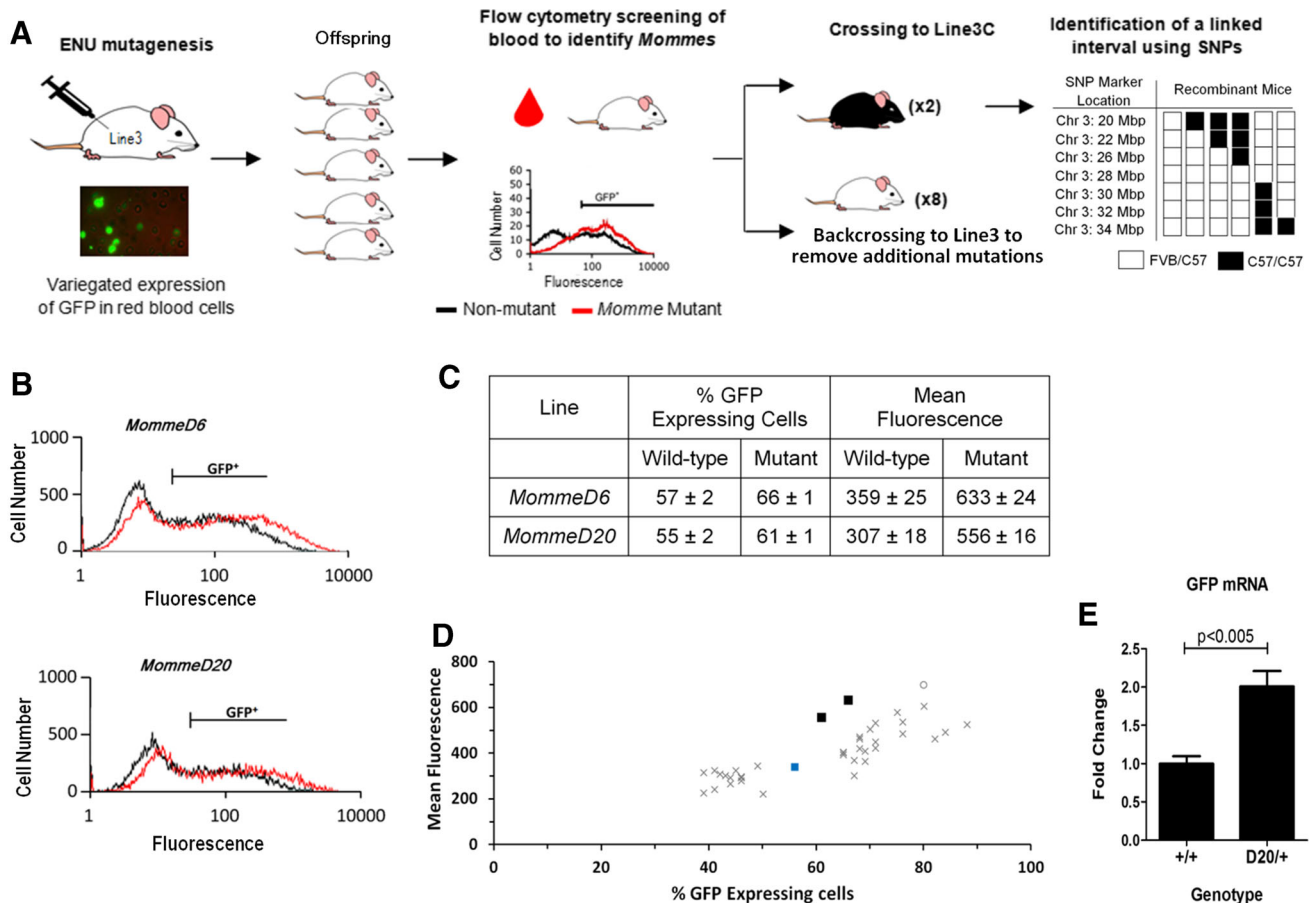 A
ENU mutagenesis
Line3
Variegated expression
of GFP in red blood cells
Offspring
Flow cytometry screening of
blood to identify Mommes
60
50
40
30
20
10
0
Cell Number
GFP+
1
100
10000
Fluorescence
Non-mutant
Momme Mutant
Crossing to Line3C
(x2)
(x8)
Backcrossing to Line3 to
remove additional mutations
Identification of a linked
interval using SNPs
SNP Marker
Location
Recombinant Mice
Chr 3: 20 Mbp
Chr 3: 22 Mbp
Chr 3: 26 Mbp
Chr 3: 28 Mbp
Chr 3: 30 Mbp
Chr 3: 32 Mbp
Chr 3: 34 Mbp
FVB/C57
C57/C57
B
MommeD6
1000
500
0
Cell Number
GFP+
1
100
10000
Fluorescence
MommeD20
1000
500
0
Cell Number
GFP+
1
100
10000
Fluorescence
C
Line
% GFP
Expressing Cells
Mean
Fluorescence
Wild-type
Mutant
Wild-type
Mutant
MommeD6
57 ± 2
66 ± 1
359 ± 25
633 ± 24
MommeD20
55 ± 2
61 ± 1
307 ± 18
556 ± 16
D
800
600
400
200
0
Mean Fluorescence
0
20
40
60
80
100
% GFP Expressing cells
E
GFP mRNA
p<0.005
2.5
2.0
1.5
1.0
0.5
0.0
Fold Change
+/+
D20/+
Genotype